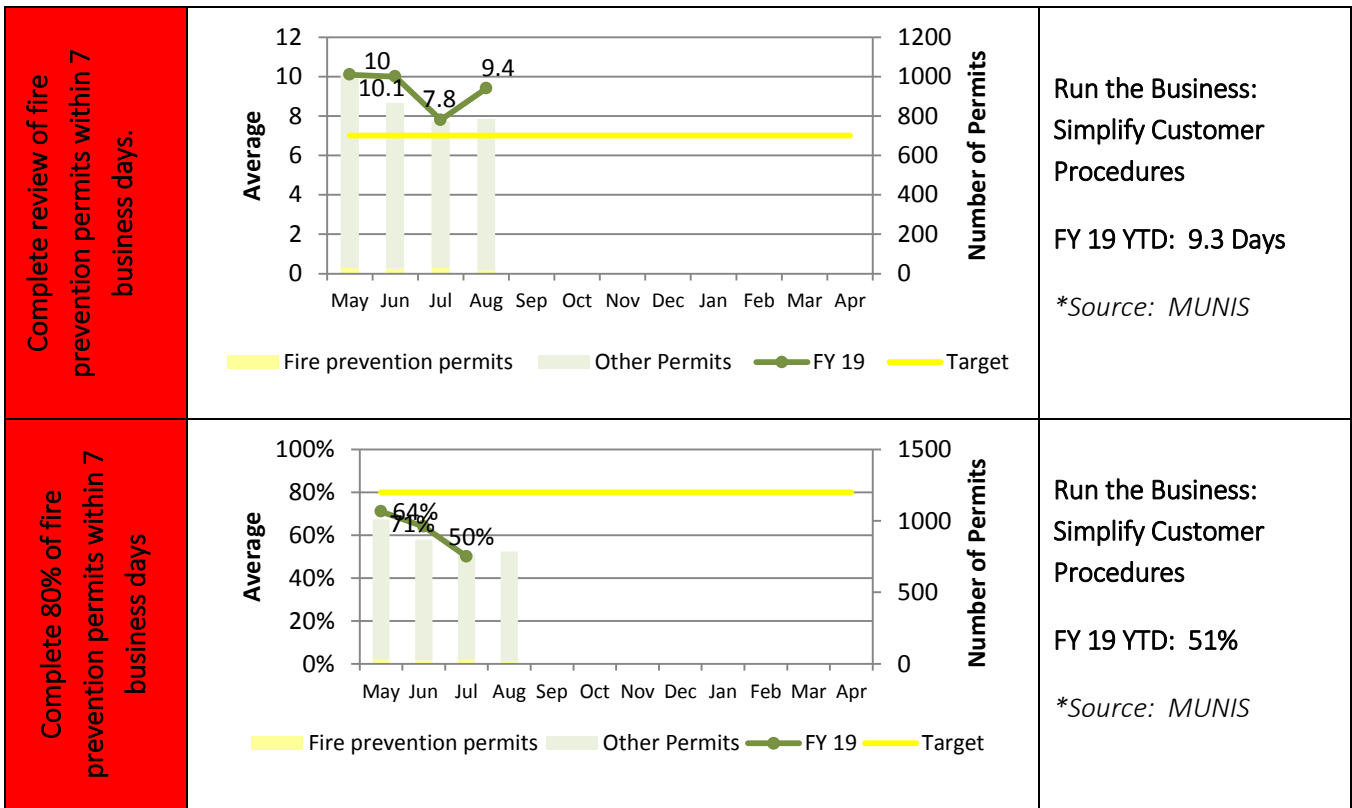 Complete review of fire
prevention permits within 7
business days.
12
10
8
6
4
2
0
Average
10
10.1
7.8
9.4
1200
1000
800
600
400
200
0
Number of Permits
May Jun Jul Aug Sep Oct Nov Dec Jan Feb Mar Apr
Fire prevention permits Other Permits FY 19 Target
Run the Business:
Simplify Customer
Procedures
FY 19 YTD: 9.3 Days
*Source: MUNIS
Complete 80% of fire
prevention permits within 7
business days
100%
80%
60%
40%
20%
0%
Average
64%
71%
50%
1500
1000
500
0
Number of Permits
May Jun Jul Aug Sep Oct Nov Dec Jan Feb Mar Apr
Fire prevention permits Other Permits FY 19 Target
Run the Business:
Simplify Customer
Procedures
FY 19 YTD: 51%
*Source: MUNIS